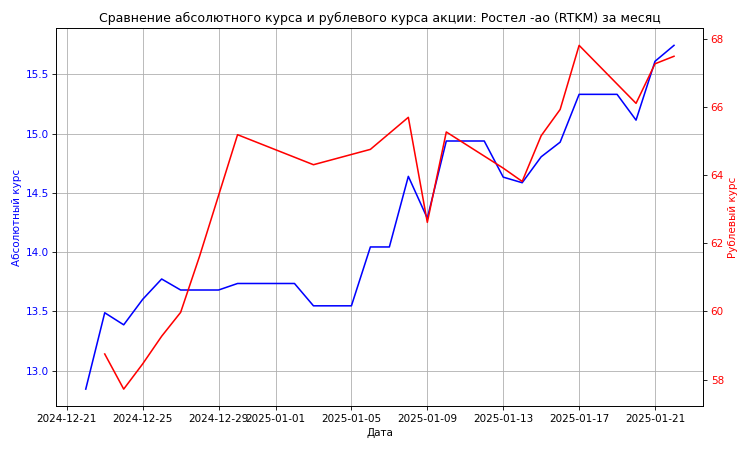 Сравнение абсолютного курса и рублевого курса акции: Ростел -ао (RTKM) за месяц
Абсолютный курс
15.5
15.0
14.5
14.0
13.5
13.0
68
66
64
62
60
58
Рублевый курс
2024-12-21 2024-12-25 2024-12-29 2025-01-01 2025-01-05 2025-01-09 2025-01-13 2025-01-17 2025-01-21
Дата